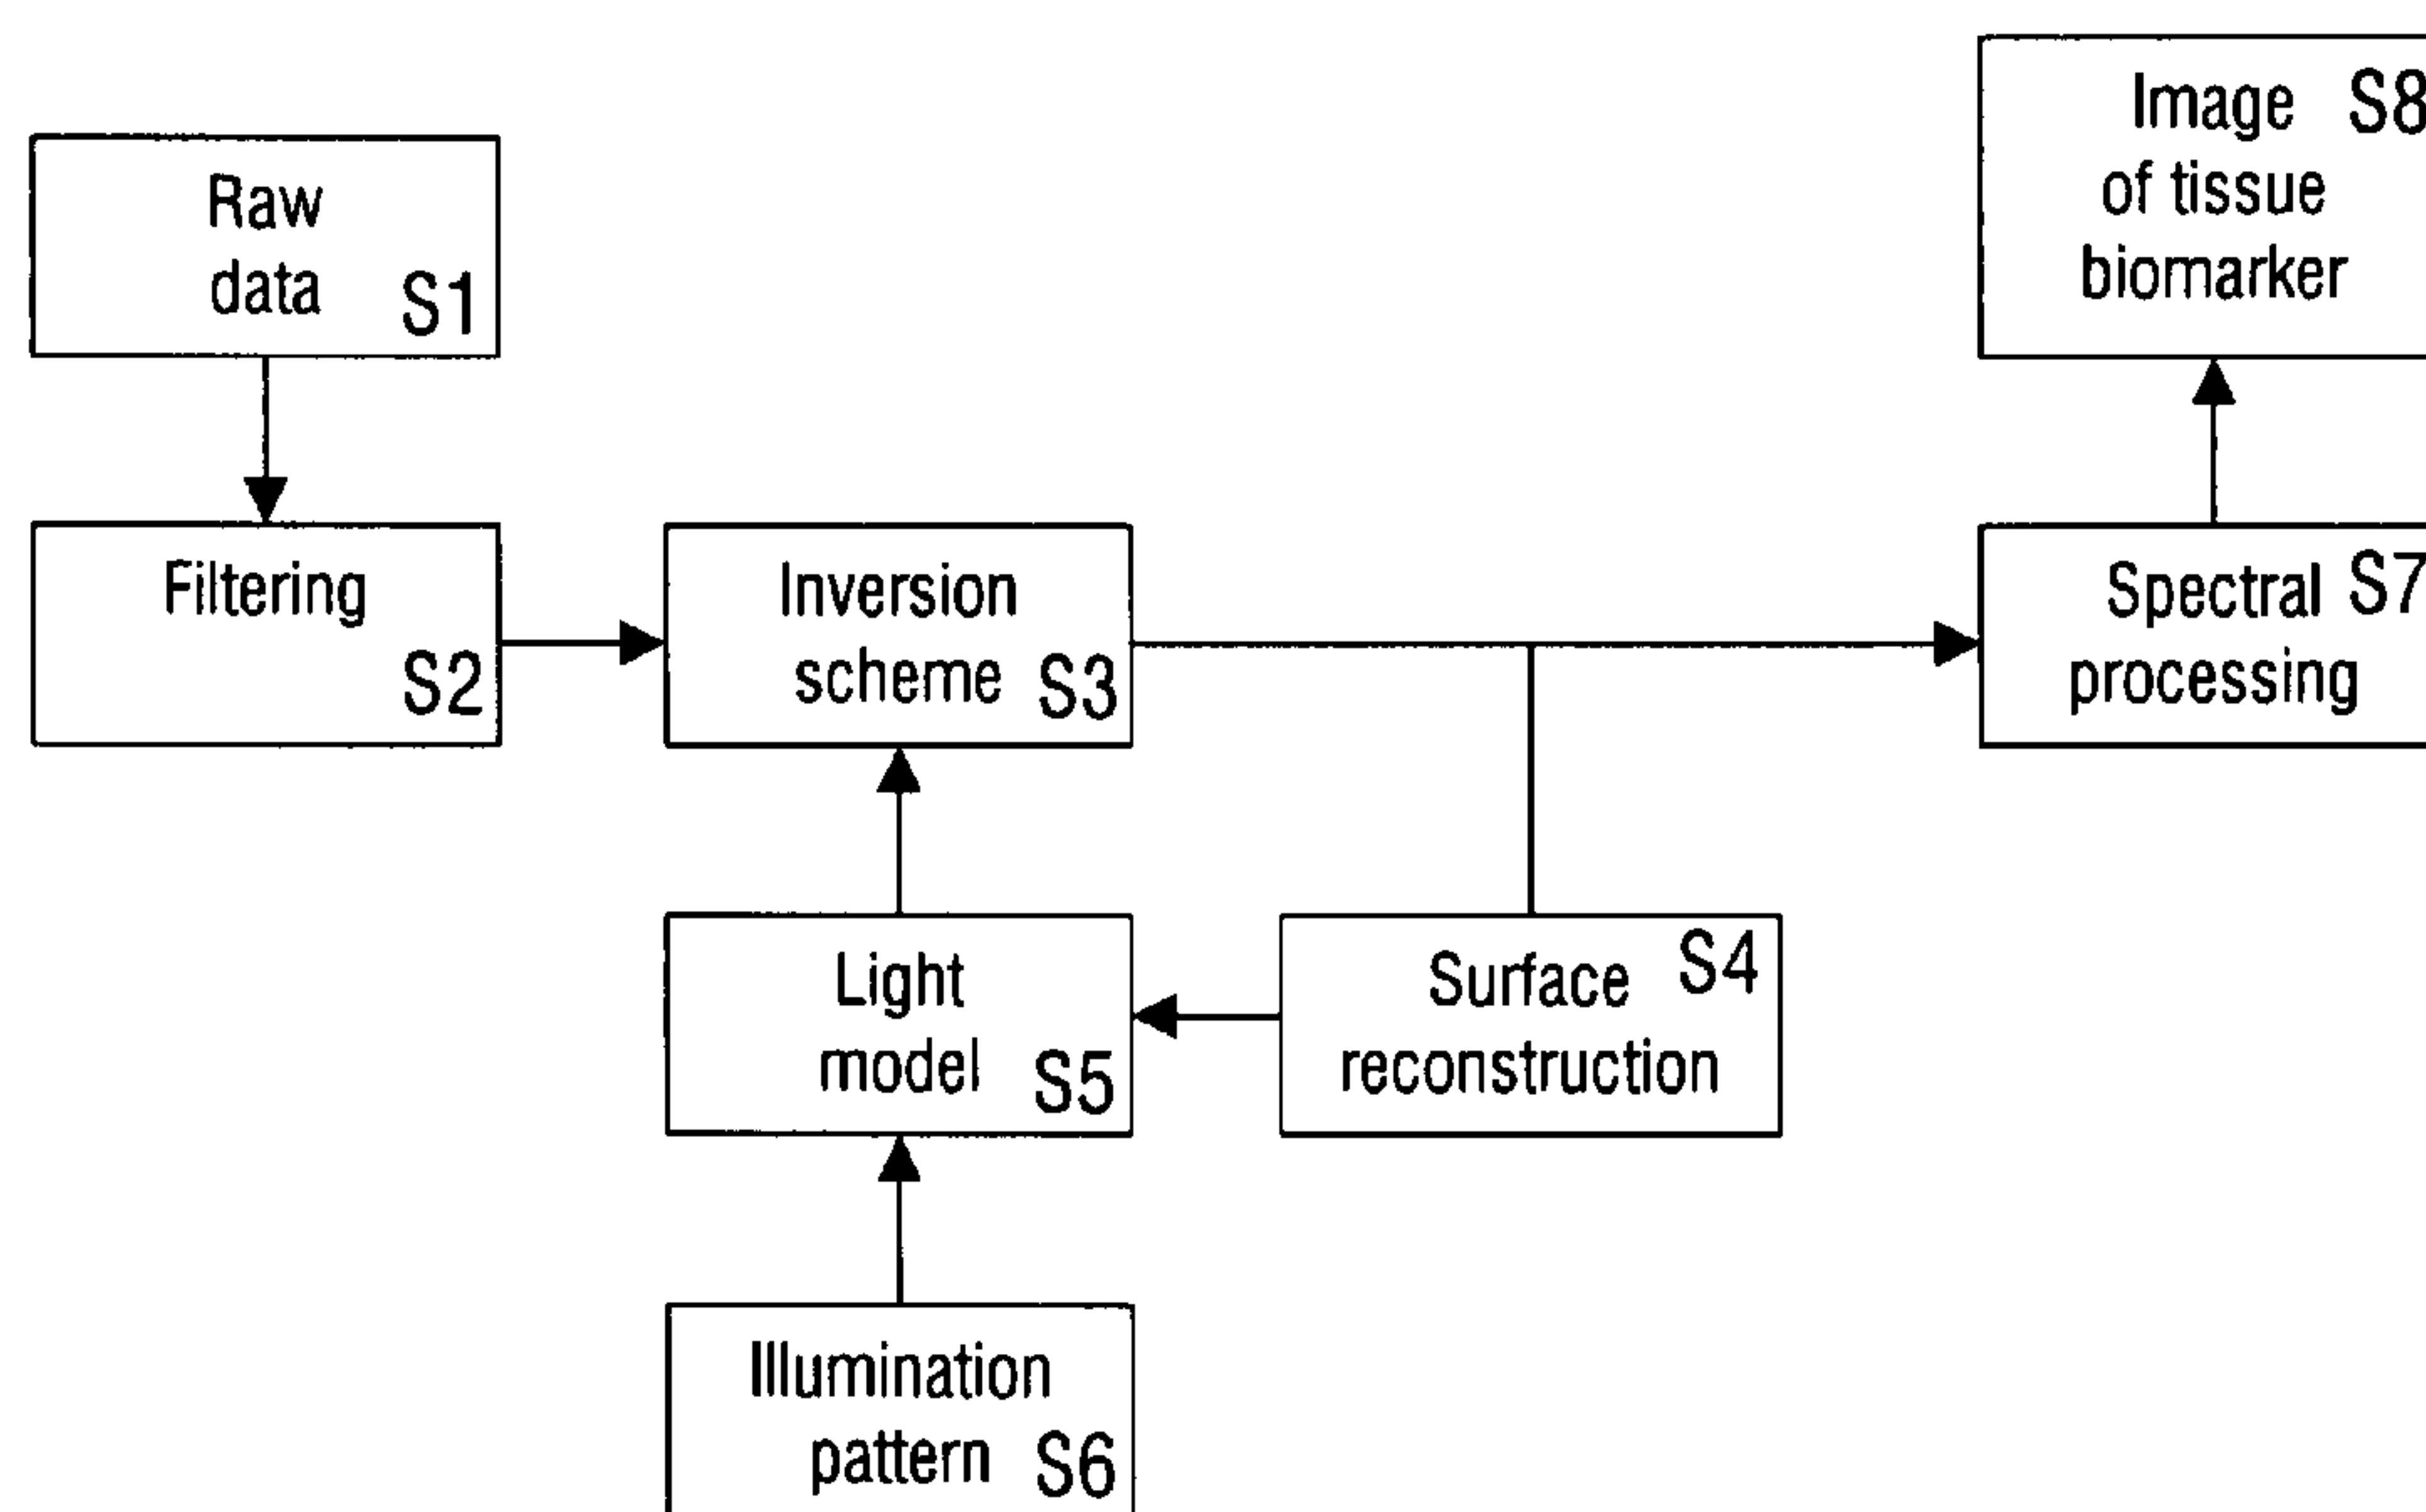 Raw
data S1
Filtering
S2
Inversion
scheme S3
Surface S4
reconstruction
Light
model S5
Illumination
pattern S6
Spectral S7
processing
Image S8
of tissue
biomarker